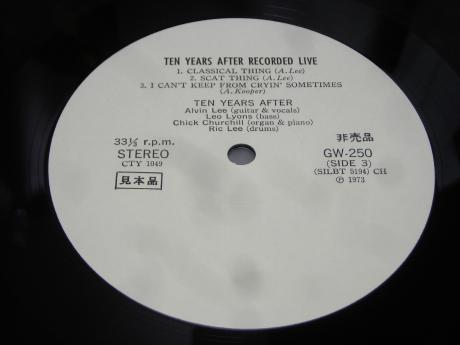 TEN YEARS AFTER RECORDED LIVE
1. CLASSICAL THING (A. Lee)
2. SCAT THING (A. Lee)
3. I CAN'T KEEP FROM CRYIN' SOMETIMES
(A. Kooper)
TEN YEARS AFTER
Alvin Lee (guitar & vocals)
Leo Lyons (bass)
Chick Churchill (organ & piano)
Ric Lee (drums)
33⅓ r.p.m.
STEREO
CTY 1049
見本品
非売品
GW-250
(SIDE 3)
(SILBT 5194) CH
℗ 1973